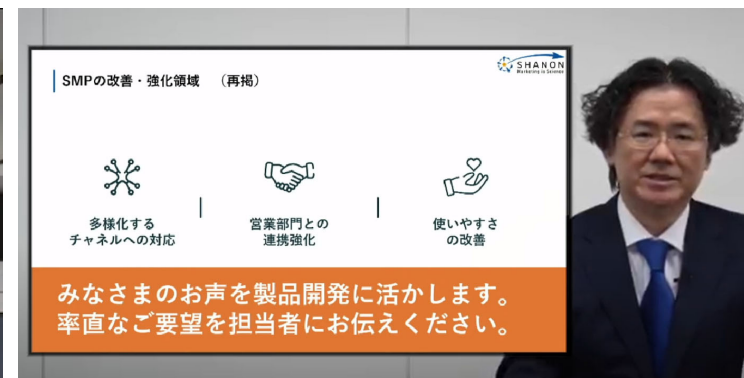 SMPの改善・強化領域　（再掲）
SHANON
Marketing is Science
多様化する
チャネルへの対応
営業部門との
連携強化
使いやすさ
の改善
みなさまのお声を製品開発に活かします。
率直なご要望を担当者にお伝えください。